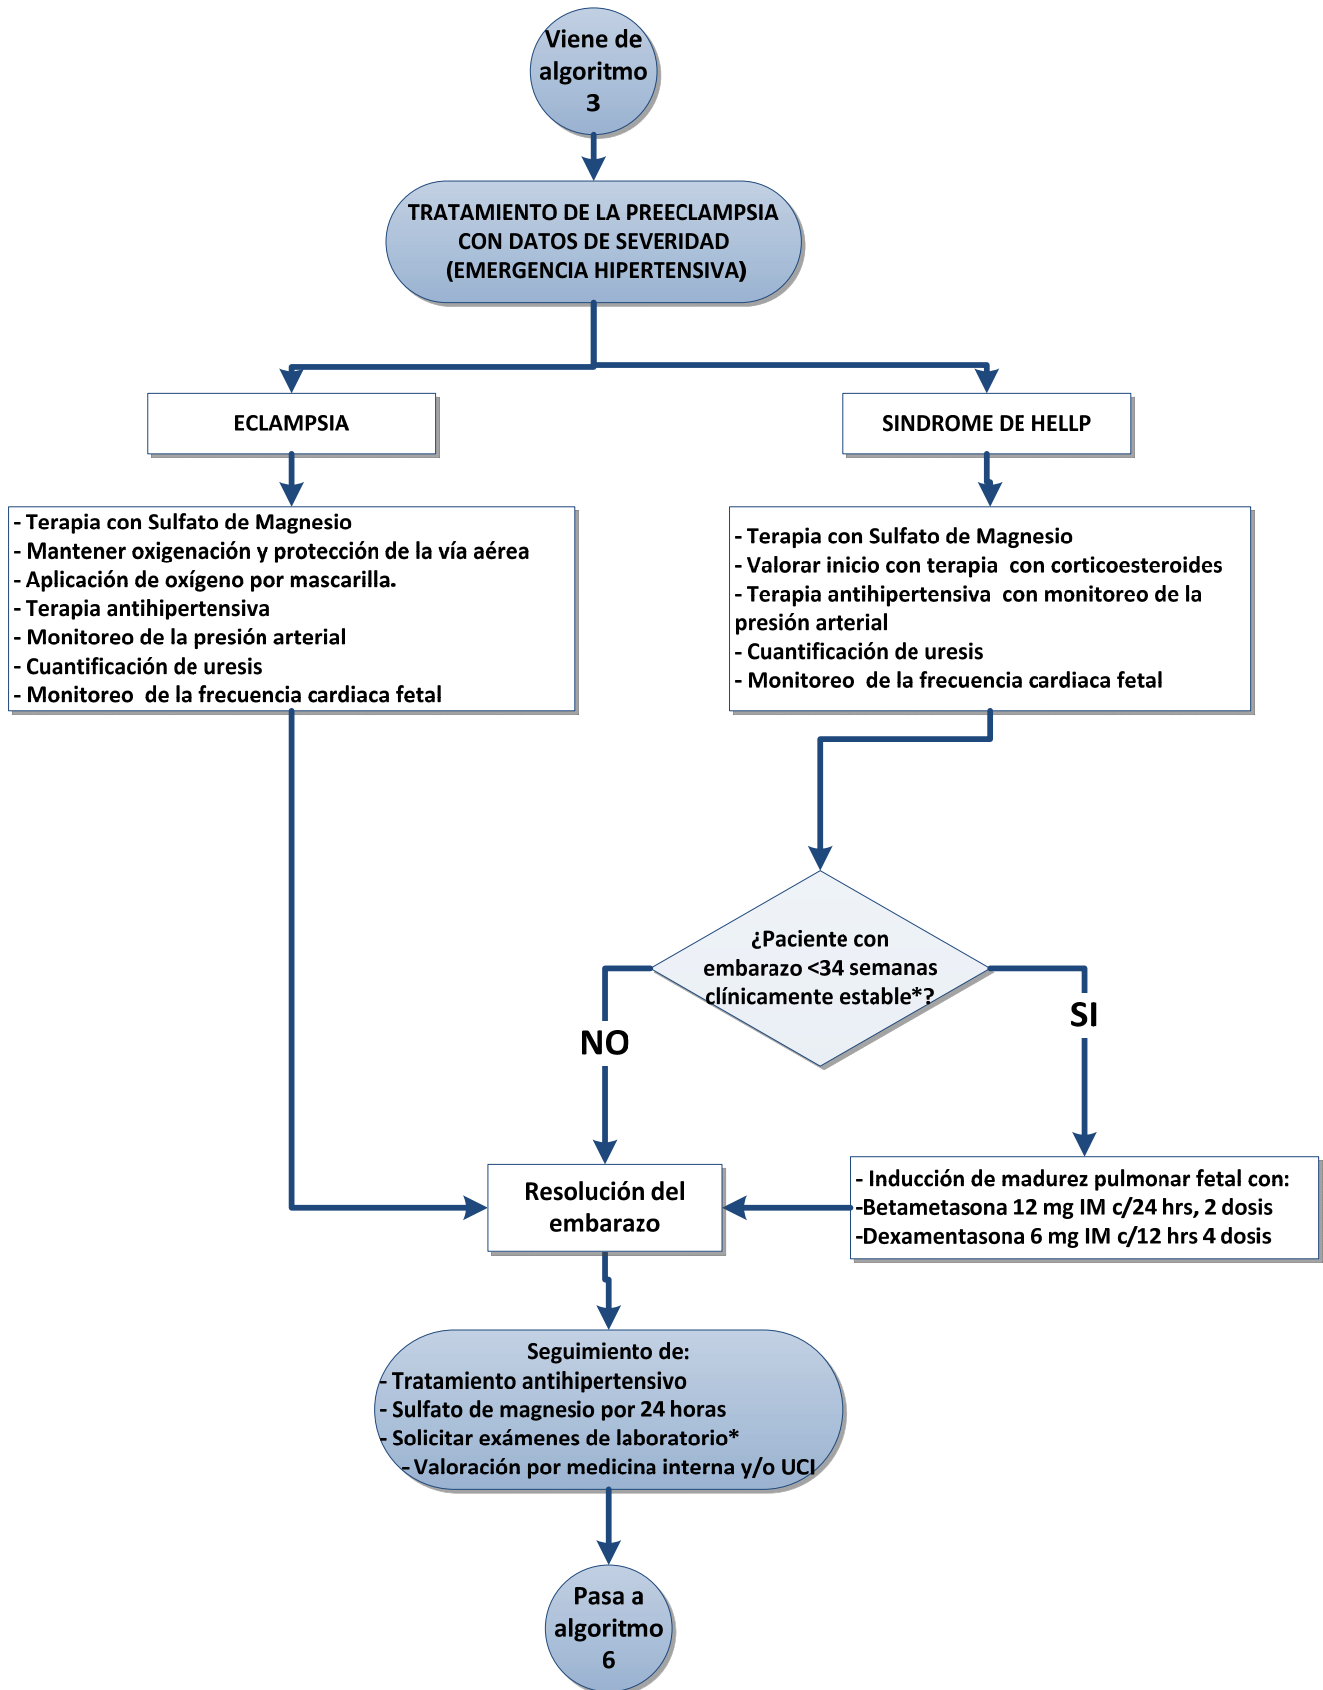 Viene de
algoritmo
3
TRATAMIENTO DE LA PREECLAMPSIA
CON DATOS DE SEVERIDAD
(EMERGENCIA HIPERTENSIVA)
ECLAMPSIA
SINDROME DE HELLP
- Terapia con Sulfato de Magnesio
- Mantener oxigenación y protección de la vía aérea
- Aplicación de oxígeno por mascarilla.
- Terapia antihipertensiva
- Monitoreo de la presión arterial
- Cuantificación de uresis
- Monitoreo de la frecuencia cardiaca fetal
- Terapia con Sulfato de Magnesio
- Valorar inicio con terapia con corticoesteroides
- Terapia antihipertensiva con monitoreo de la
presión arterial
- Cuantificación de uresis
- Monitoreo de la frecuencia cardiaca fetal
¿Paciente con
embarazo <34 semanas
clínicamente estable*?
NO
SI
Resolución del
embarazo
- Inducción de madurez pulmonar fetal con:
-Betametasona 12 mg IM c/24 hrs, 2 dosis
-Dexamentasona 6 mg IM c/12 hrs 4 dosis
Seguimiento de:
- Tratamiento antihipertensivo
- Sulfato de magnesio por 24 horas
- Solicitar exámenes de laboratorio*
- Valoración por medicina interna y/o UCI
Pasa a
algoritmo
6